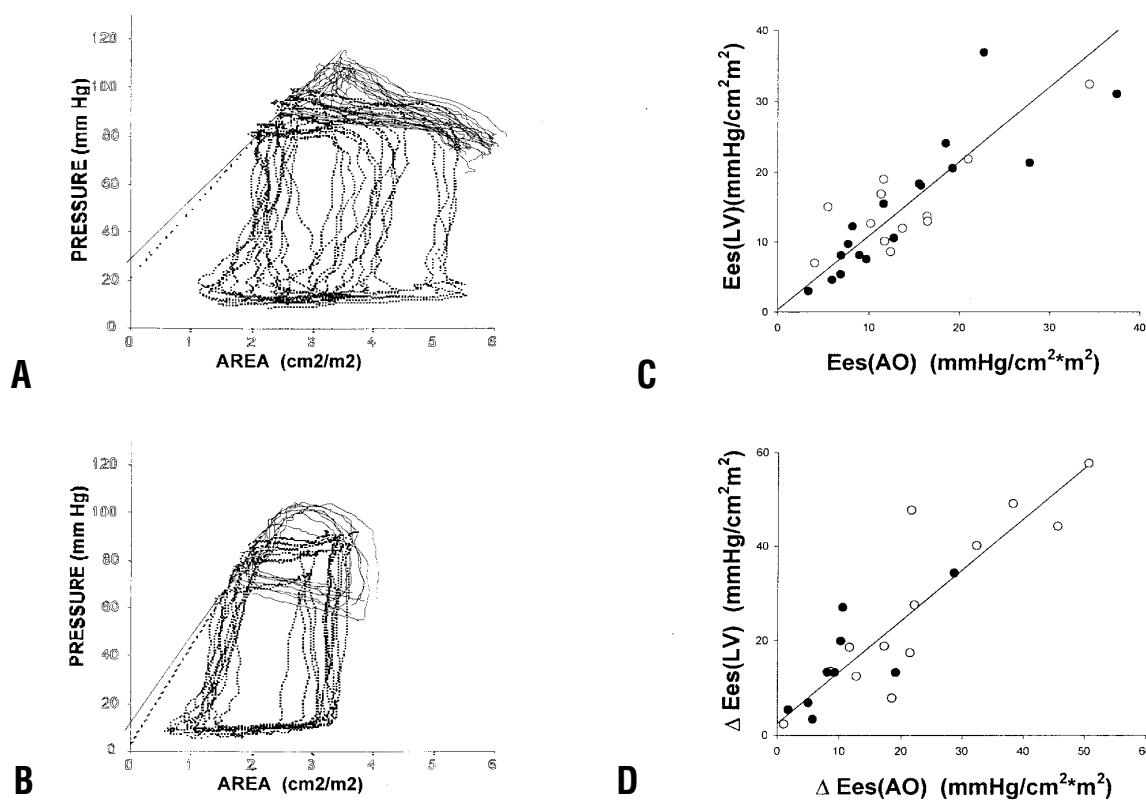 120
100
80
60
40
20
0
PRESSURE (mm Hg)
0 1 2 3 4 5 6
AREA (cm2/m2)
A
120
100
80
60
40
20
0
PRESSURE (mm Hg)
0 1 2 3 4 5 6
AREA (cm2/m2)
B
40
30
20
10
0
Ees(LV)(mmHg/cm²m²)
0 10 20 30 40
Ees(AO) (mmHg/cm²*m²)
C
60
40
20
0
Δ Ees(LV) (mmHg/cm²m²)
0 10 20 30 40 50 60
Δ Ees(AO) (mmHg/cm²*m²)
D